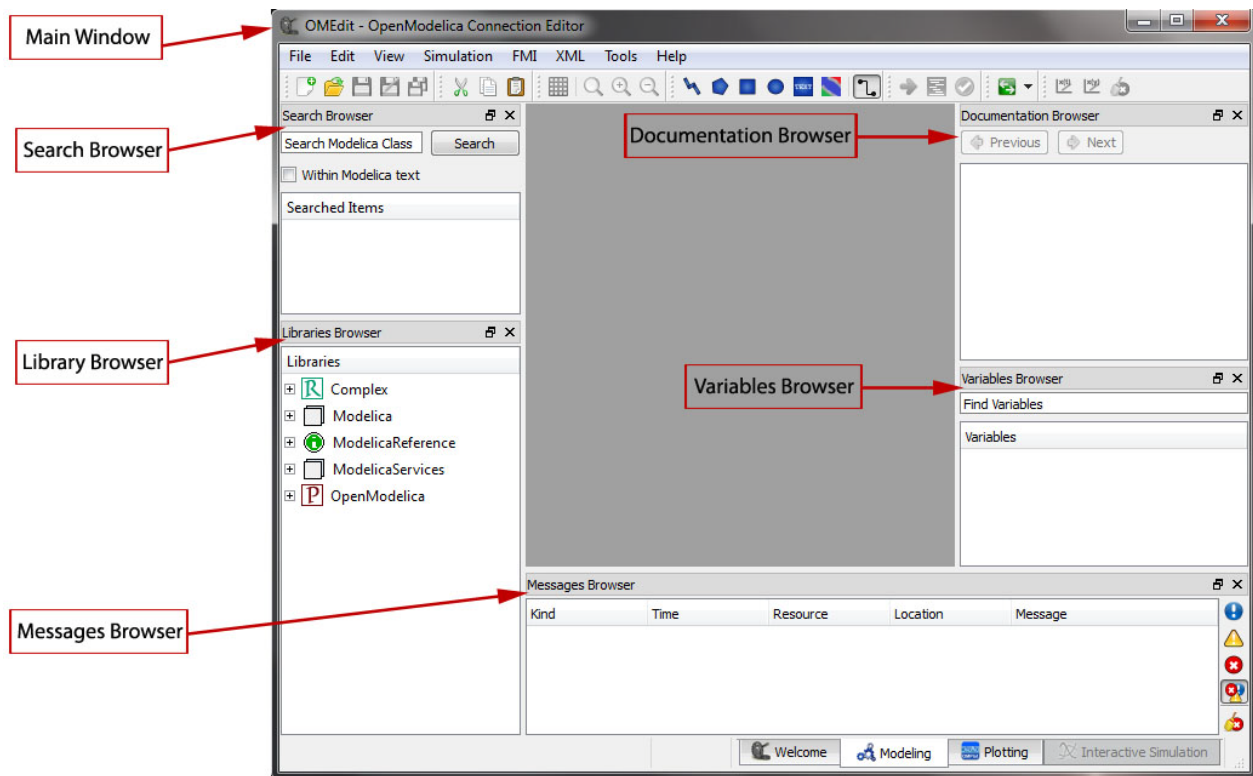 Main Window
OMEdit - OpenModelica Connection Editor
File Edit View Simulation FMI XML Tools Help
TEXT
Search Browser
Search Browser
Search Modelica Class Search
Within Modelica text
Searched Items
Documentation Browser
Documentation Browser
Previous Next
Library Browser
Libraries Browser
Libraries
Complex
Modelica
ModelicaReference
ModelicaServices
OpenModelica
Variables Browser
Variables Browser
Find Variables
Variables
Messages Browser
Messages Browser
Kind Time Resource Location Message
Welcome Modeling Plotting Interactive Simulation